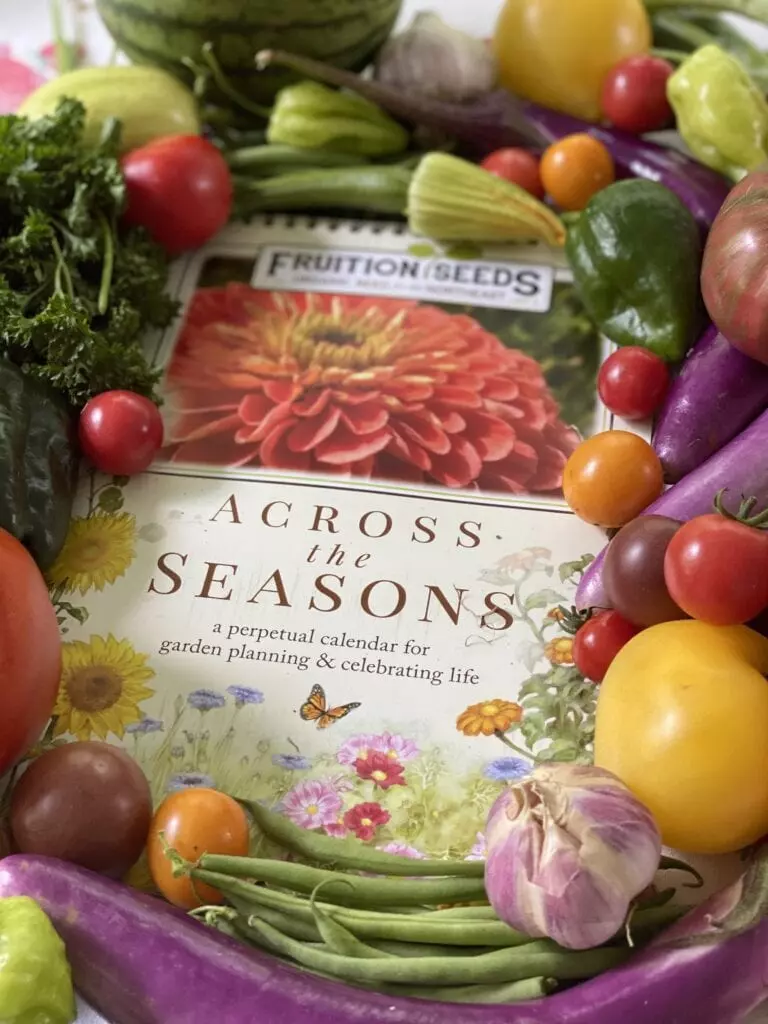 FRUITION SEEDS
ACROSS
the
SEASONS
a perpetual calendar for
garden planning & celebrating life